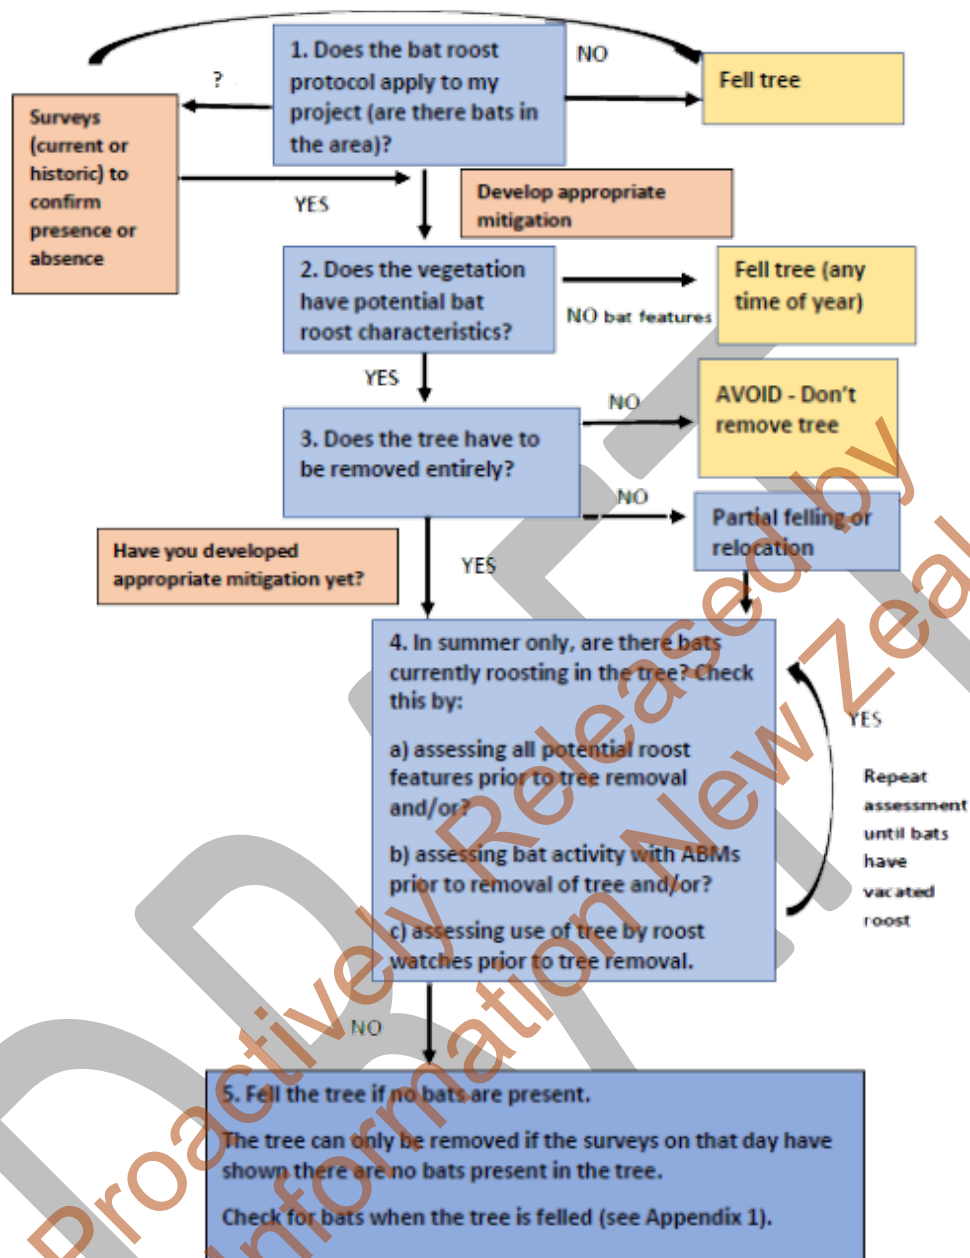 1. Does the bat roost
protocol apply to my
project (are there bats in
the area)?
NO
Fell tree
?
Surveys
(current or
historic) to
confirm
presence or
absence
YES
Develop appropriate
mitigation
2. Does the vegetation
have potential bat
roost characteristics?
NO bat features
Fell tree (any
time of year)
YES
3. Does the tree have to
be removed entirely?
NO
AVOID - Don't
remove tree
NO
Partial felling or
relocation
Have you developed
appropriate mitigation yet?
YES
4. In summer only, are there bats
currently roosting in the tree? Check
this by:
a) assessing all potential roost
features prior to tree removal
and/or?
b) assessing bat activity with ABMs
prior to removal of tree and/or?
c) assessing use of tree by roost
watches prior to tree removal.
YES
Repeat
assessment
until bats
have
vacated
roost
NO
5. Fell the tree if no bats are present.
The tree can only be removed if the surveys on that day have
shown there are no bats present in the tree.
Check for bats when the tree is felled (see Appendix 1).
Proactively Released by
Information New Zeal